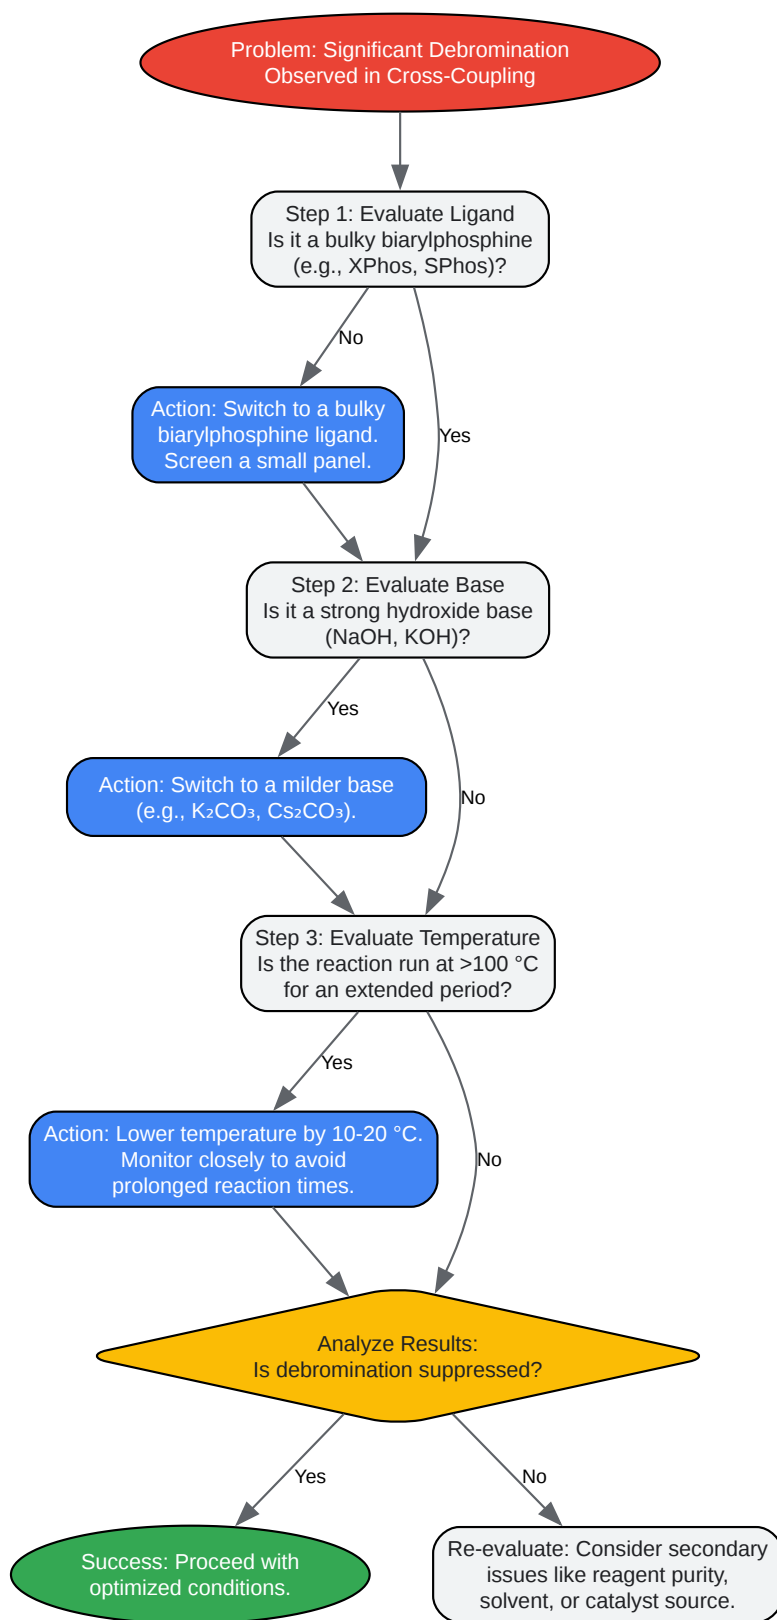 Problem: Significant Debromination
Observed in Cross-Coupling
Step 1: Evaluate Ligand
Is it a bulky biarylphosphine
(e.g., XPhos, SPhos)?
No
Action: Switch to a bulky
biarylphosphine ligand.
Screen a small panel.
Yes
Step 2: Evaluate Base
Is it a strong hydroxide base
(NaOH, KOH)?
Yes
Action: Switch to a milder base
(e.g., K₂CO₃, Cs₂CO₃).
No
Step 3: Evaluate Temperature
Is the reaction run at >100 °C
for an extended period?
Yes
Action: Lower temperature by 10-20 °C.
Monitor closely to avoid
prolonged reaction times.
No
Analyze Results:
Is debromination suppressed?
Yes
No
Success: Proceed with
optimized conditions.
Re-evaluate: Consider secondary
issues like reagent purity,
solvent, or catalyst source.